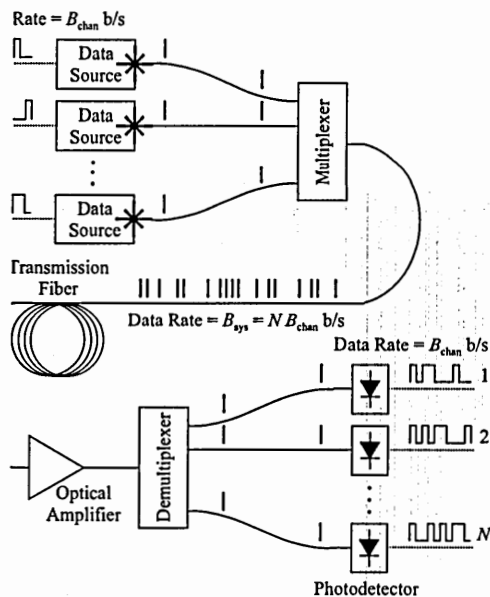 Rate = B_chan b/s
Data
Source
Data
Source
Data
Source
Multiplexer
Transmission
Fiber
Data Rate = B_sys = N B_chan b/s
Data Rate = B_chan b/s
1
2
N
Demultiplexer
Optical
Amplifier
Photodetector